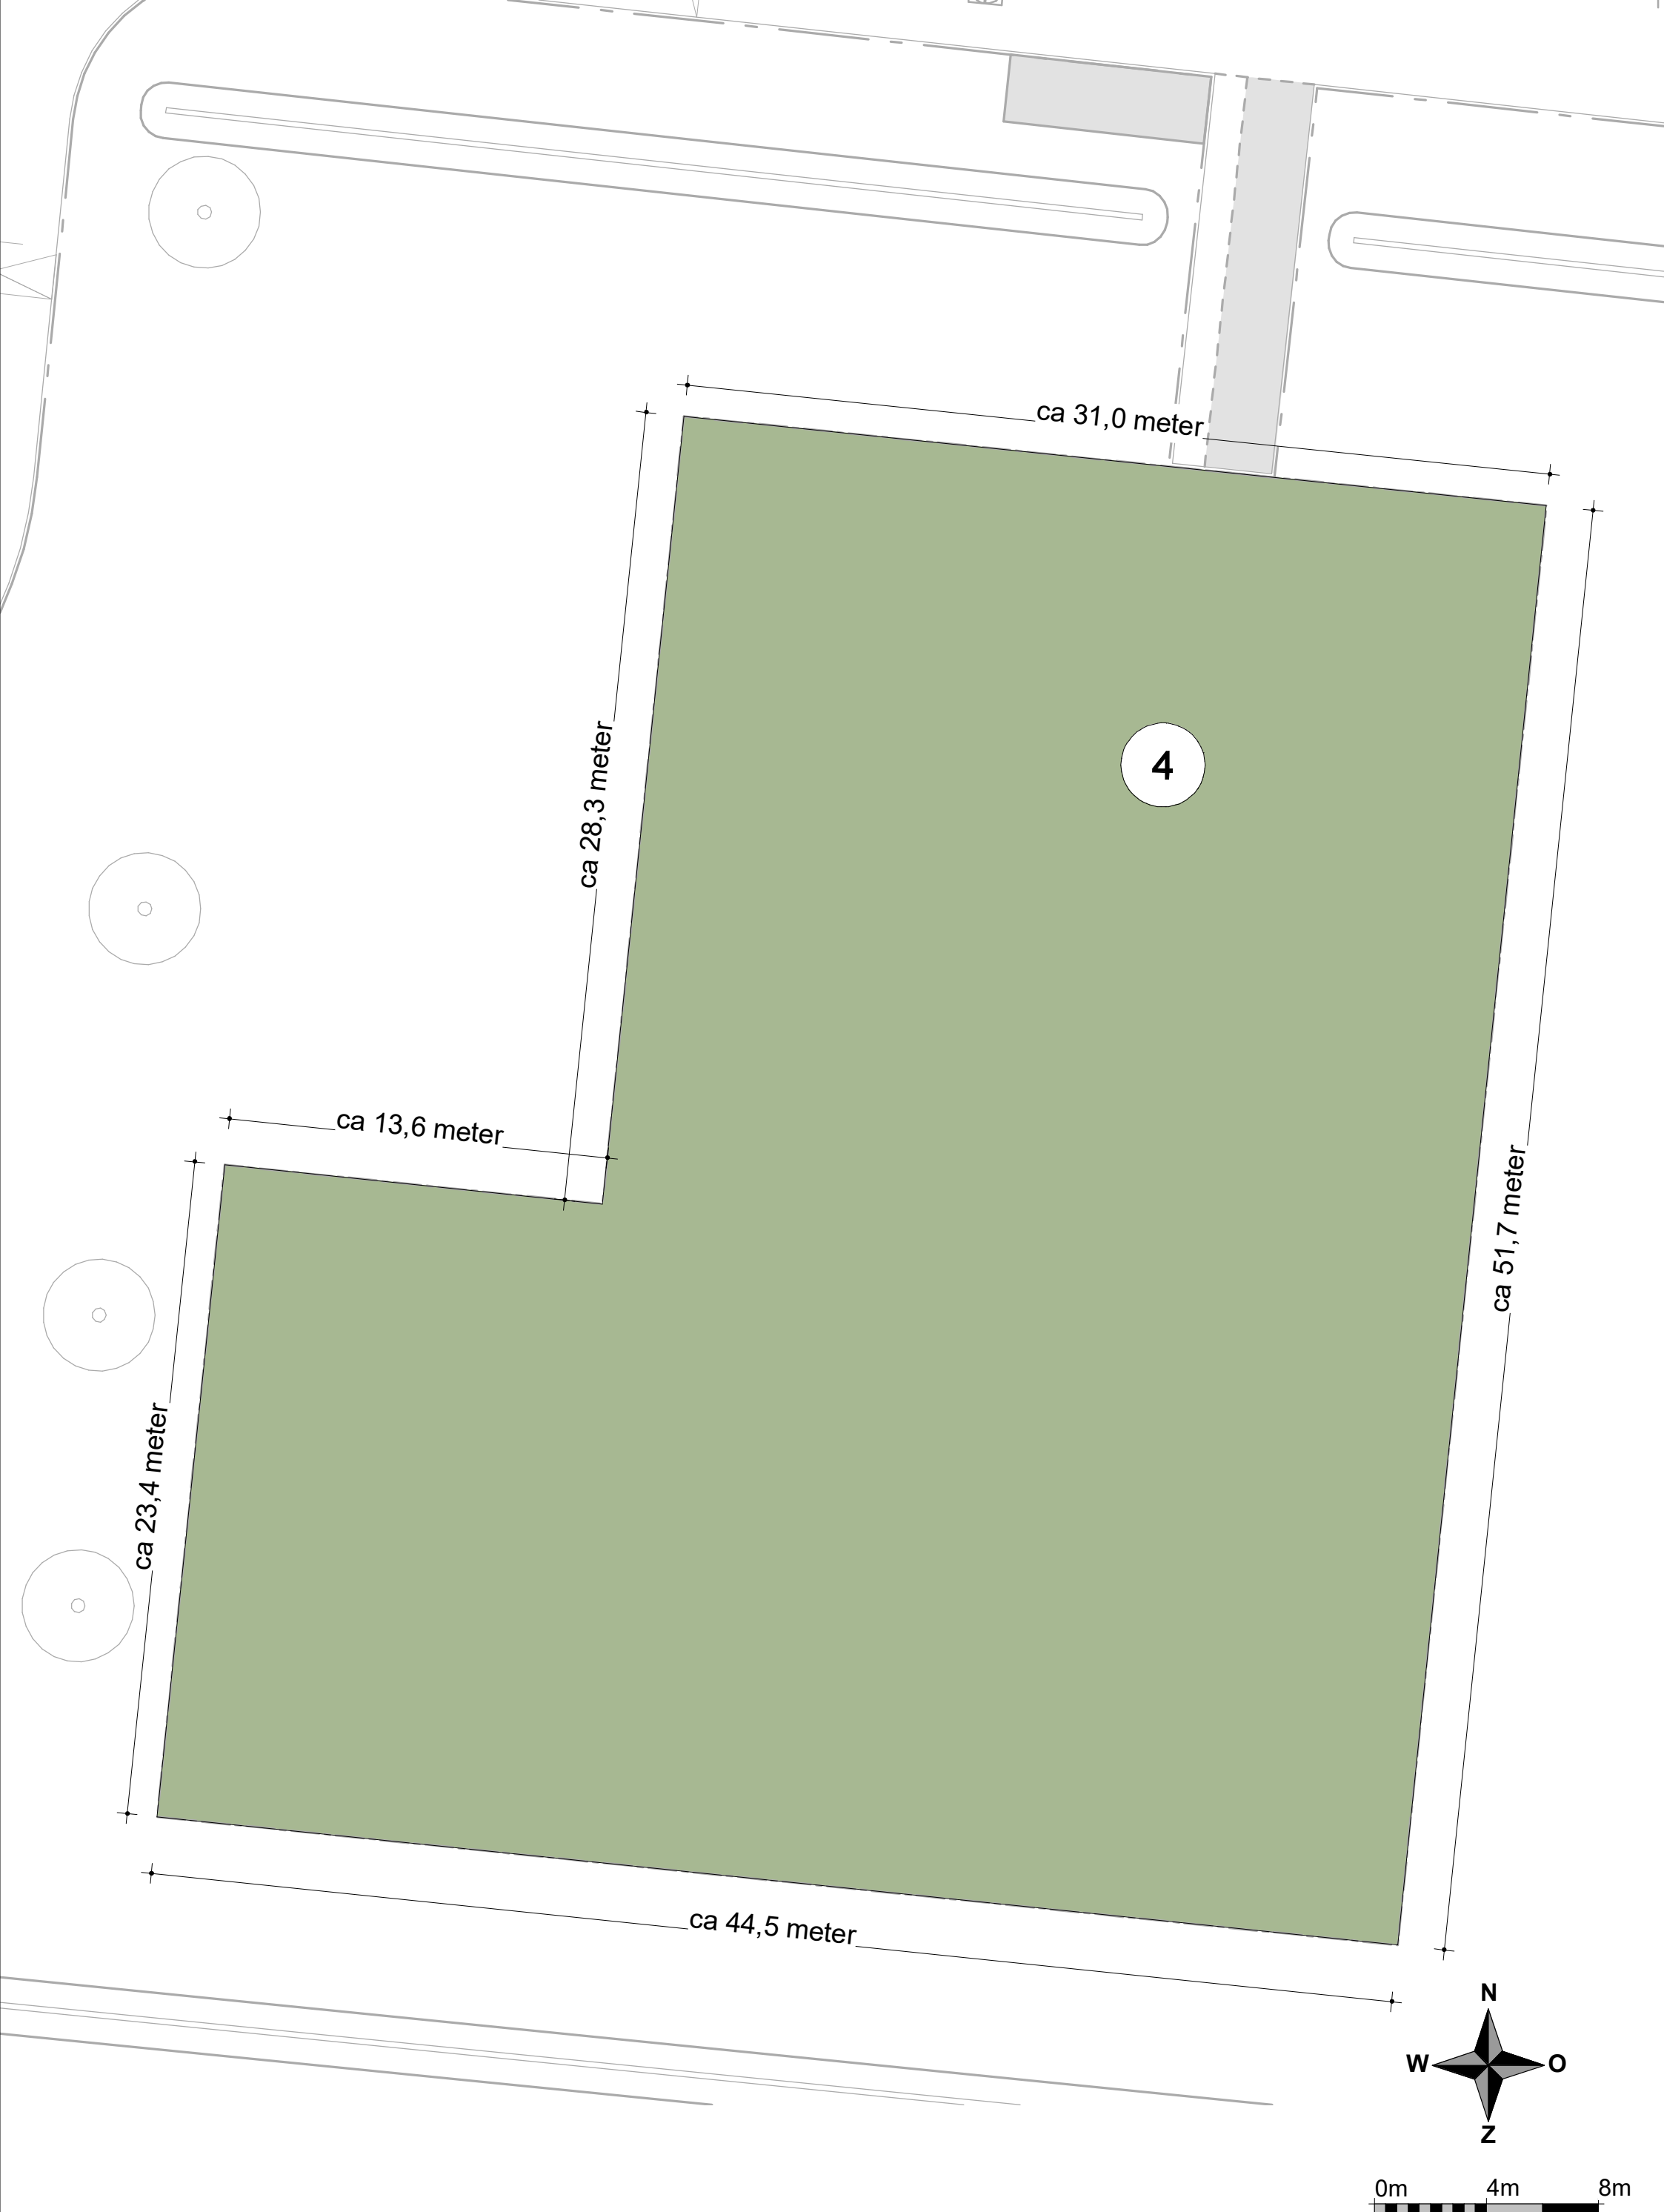 ca 31,0 meter
ca 28,3 meter
4
ca 13,6 meter
ca 51,7 meter
ca 23,4 meter
ca 44,5 meter
N
W O
Z
0m 4m 8m